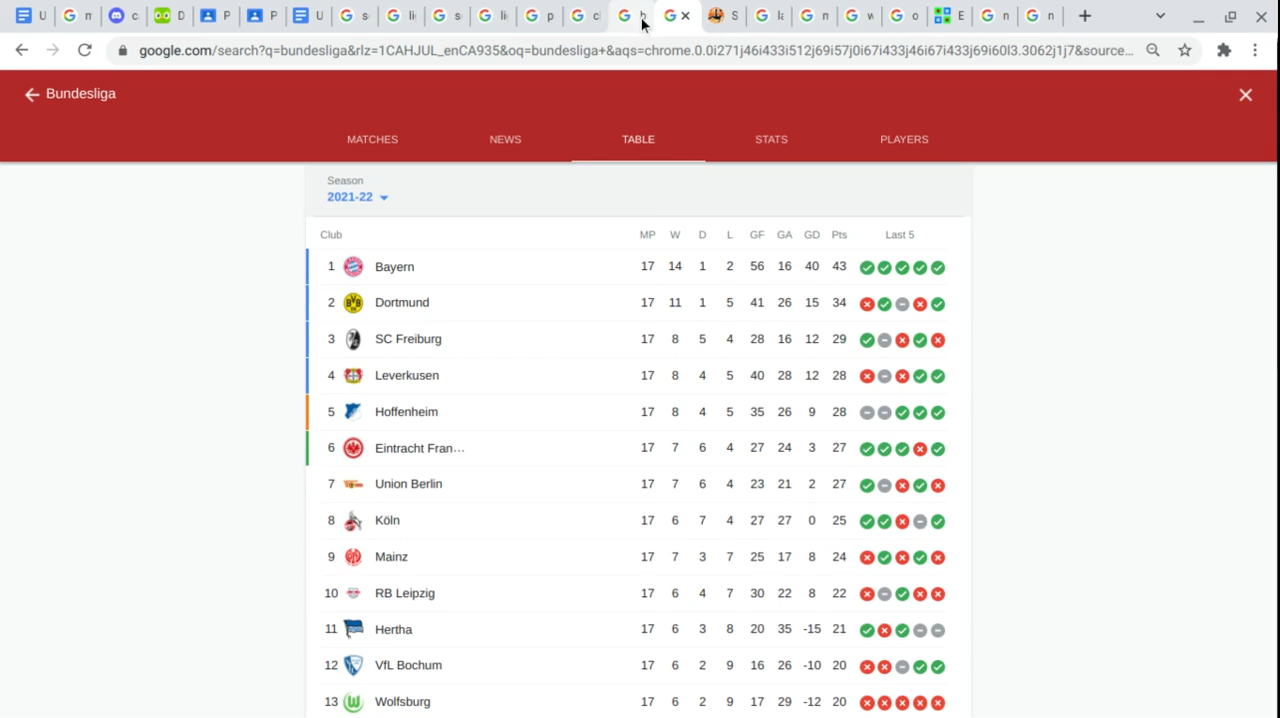 U m c D P P U s li s li p cl b S la n w o E n n
google.com/search?q=bundesliga&rlz=1CAHJUL_enCA935&oq=bundesliga+&aqs=chrome.0.0i271j46i433i512j69i57j0i67i433j46i67i433j69i60l3.3062j1j7&source...
Bundesliga
MATCHES NEWS TABLE STATS PLAYERS
Season
2021-22
Club MP W D L GF GA GD Pts Last 5
1 Bayern 17 14 1 2 56 16 40 43
2 Dortmund 17 11 1 5 41 26 15 34
3 SC Freiburg 17 8 5 4 28 16 12 29
4 Leverkusen 17 8 4 5 40 28 12 28
5 Hoffenheim 17 8 4 5 35 26 9 28
6 Eintracht Fran... 17 7 6 4 27 24 3 27
7 Union Berlin 17 7 6 4 23 21 2 27
8 Köln 17 6 7 4 27 27 0 25
9 Mainz 17 7 3 7 25 17 8 24
10 RB Leipzig 17 6 4 7 30 22 8 22
11 Hertha 17 6 3 8 20 35 -15 21
12 VfL Bochum 17 6 2 9 16 26 -10 20
13 Wolfsburg 17 6 2 9 17 29 -12 20